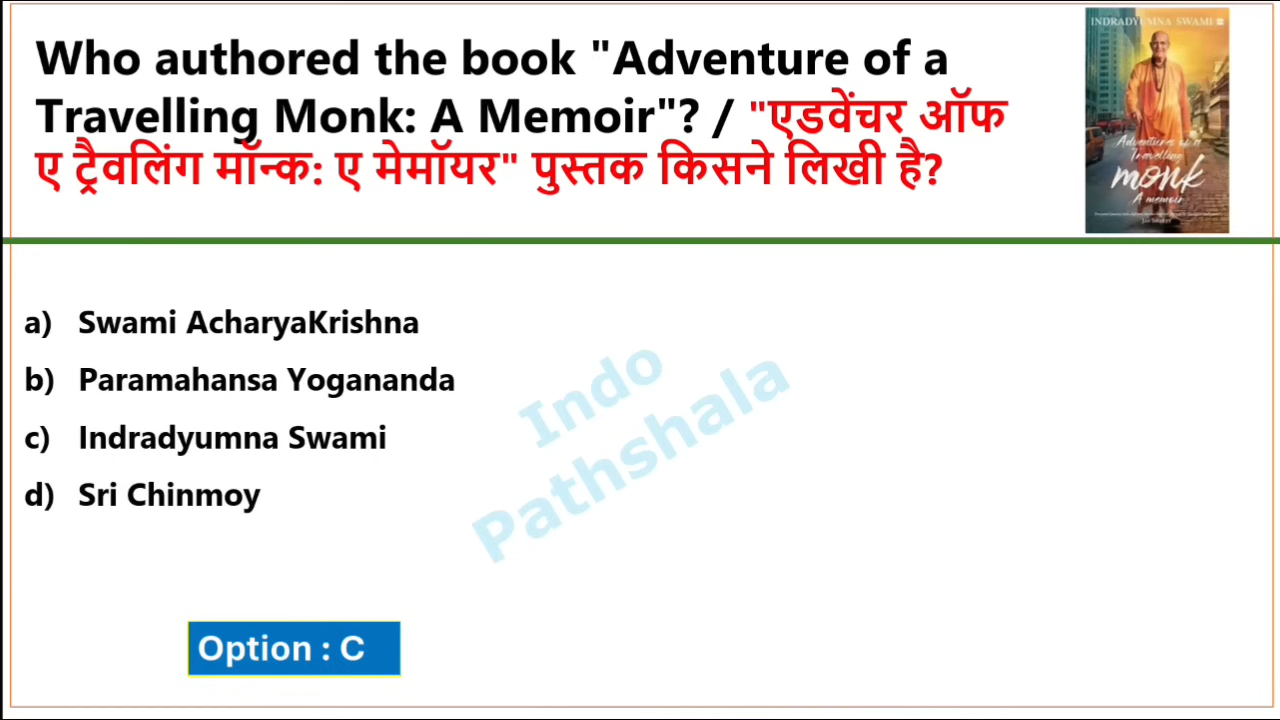 Who authored the book "Adventure of a
Travelling Monk: A Memoir"? / "एडवेंचर ऑफ
ए ट्रैवलिंग मॉन्क: ए मेमॉयर" पुस्तक किसने लिखी है?
INDRADYUMNA SWAMI
Adventures of a
Travelling
monk
A memoir
a) Swami AcharyaKrishna
b) Paramahansa Yogananda
c) Indradyumna Swami
d) Sri Chinmoy
Indo
Pathshala
Option : C